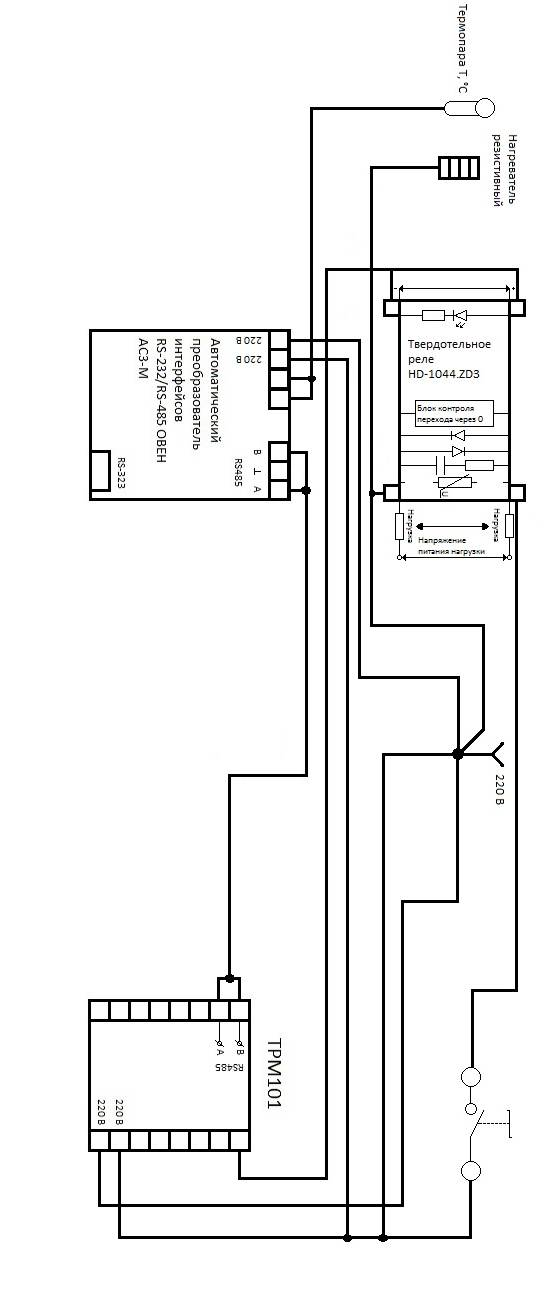 Термопара Т, °С
Нагреватель
резистивный
Твердотельное
реле
HD-1044.ZD3
Блок контроля
перехода через 0
U
Нагрузка
Нагрузка
Напряжение
питания нагрузки
220 В
220 В
Автоматический
преобразователь
интерфейсов
RS-232/RS-485 ОВЕН
АС3-М
В
⊥
А
RS485
RS-323
220 В
ТРМ101
В
А
RS485
220 В
220 В